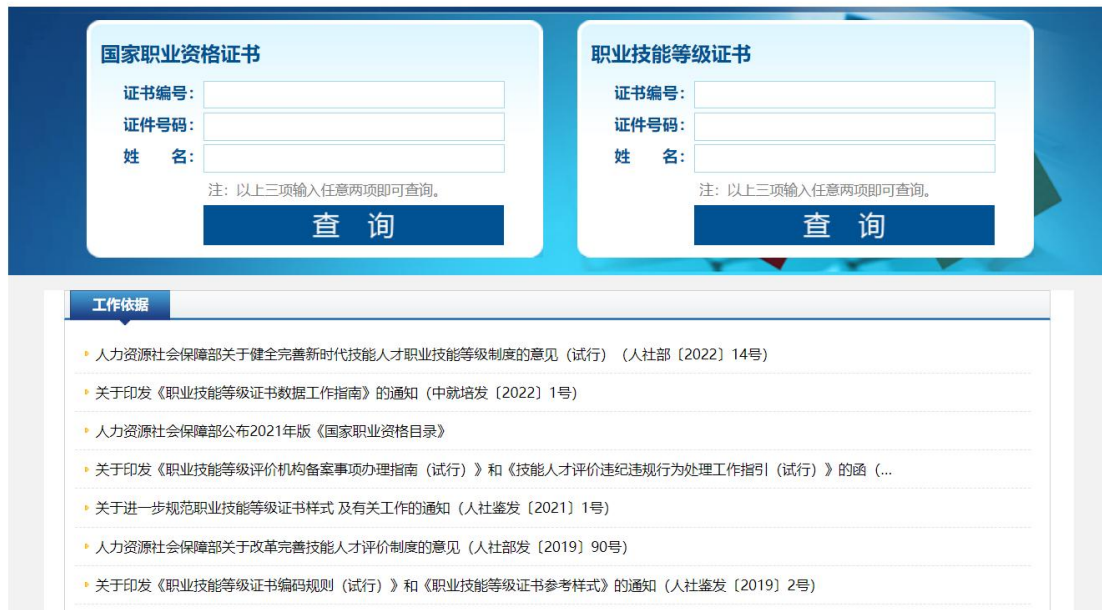 国家职业资格证书
证书编号：
证件号码：
姓 名：
注：以上三项输入任意两项即可查询。
查 询
职业技能等级证书
证书编号：
证件号码：
姓 名：
注：以上三项输入任意两项即可查询。
查 询
工作依据
人力资源社会保障部关于健全完善新时代技能人才职业技能等级制度的意见（试行）（人社部〔2022〕14号）
关于印发《职业技能等级证书数据工作指南》的通知（中就培发〔2022〕1号）
人力资源社会保障部公布2021年版《国家职业资格目录》
关于印发《职业技能等级评价机构备案事项办理指南（试行）》和《技能人才评价违纪违规行为处理工作指引（试行）》的函（...
关于进一步规范职业技能等级证书样式 及有关工作的通知（人社鉴发〔2021〕1号）
人力资源社会保障部关于改革完善技能人才评价制度的意见（人社部发〔2019〕90号）
关于印发《职业技能等级证书编码规则（试行）》和《职业技能等级证书参考样式》的通知（人社鉴发〔2019〕2号）